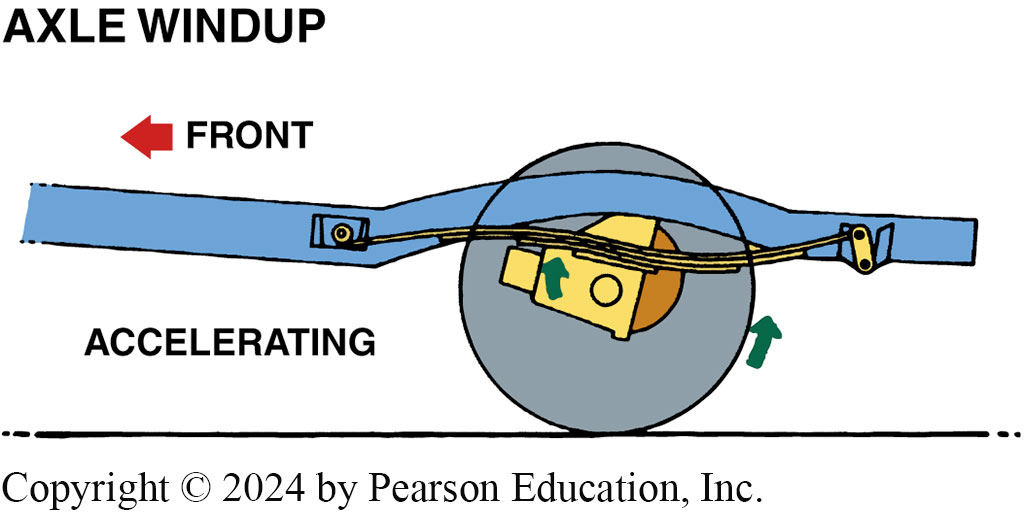 AXLE WINDUP
FRONT
ACCELERATING
Copyright © 2024 by Pearson Education, Inc.